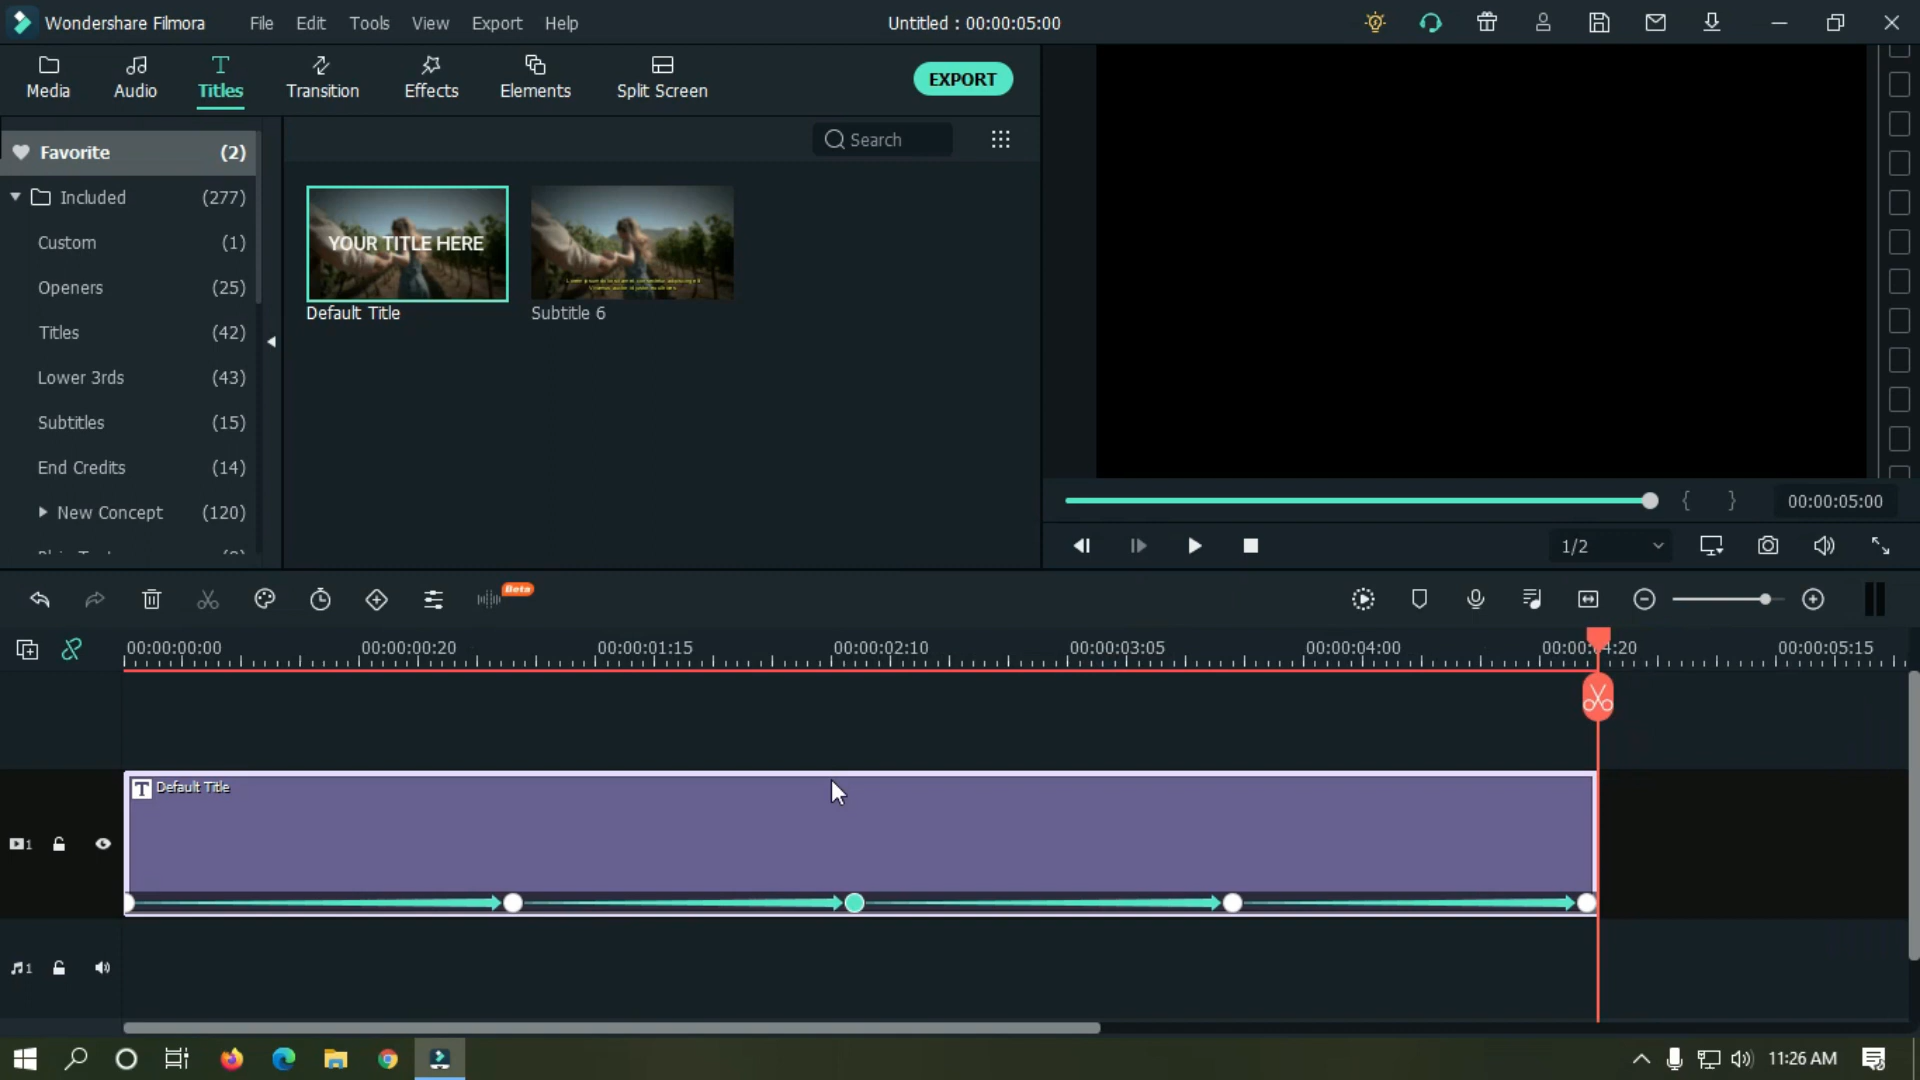 Wondershare Filmora File Edit Tools View Export Help Untitled : 00:00:05:00
Media Audio Titles Transition Effects Elements Split Screen EXPORT
Favorite (2)
Search
Included (277)
Custom (1)
Openers (25)
Titles (42)
Lower 3rds (43)
Subtitles (15)
End Credits (14)
New Concept (120)
YOUR TITLE HERE
Default Title
Subtitle 6
00:00:05:00
1/2
Beta
00:00:00:00 00:00:00:20 00:00:01:15 00:00:02:10 00:00:03:05 00:00:04:00 00:00:04:20 00:00:05:15
T Default Title
1
1
11:26 AM